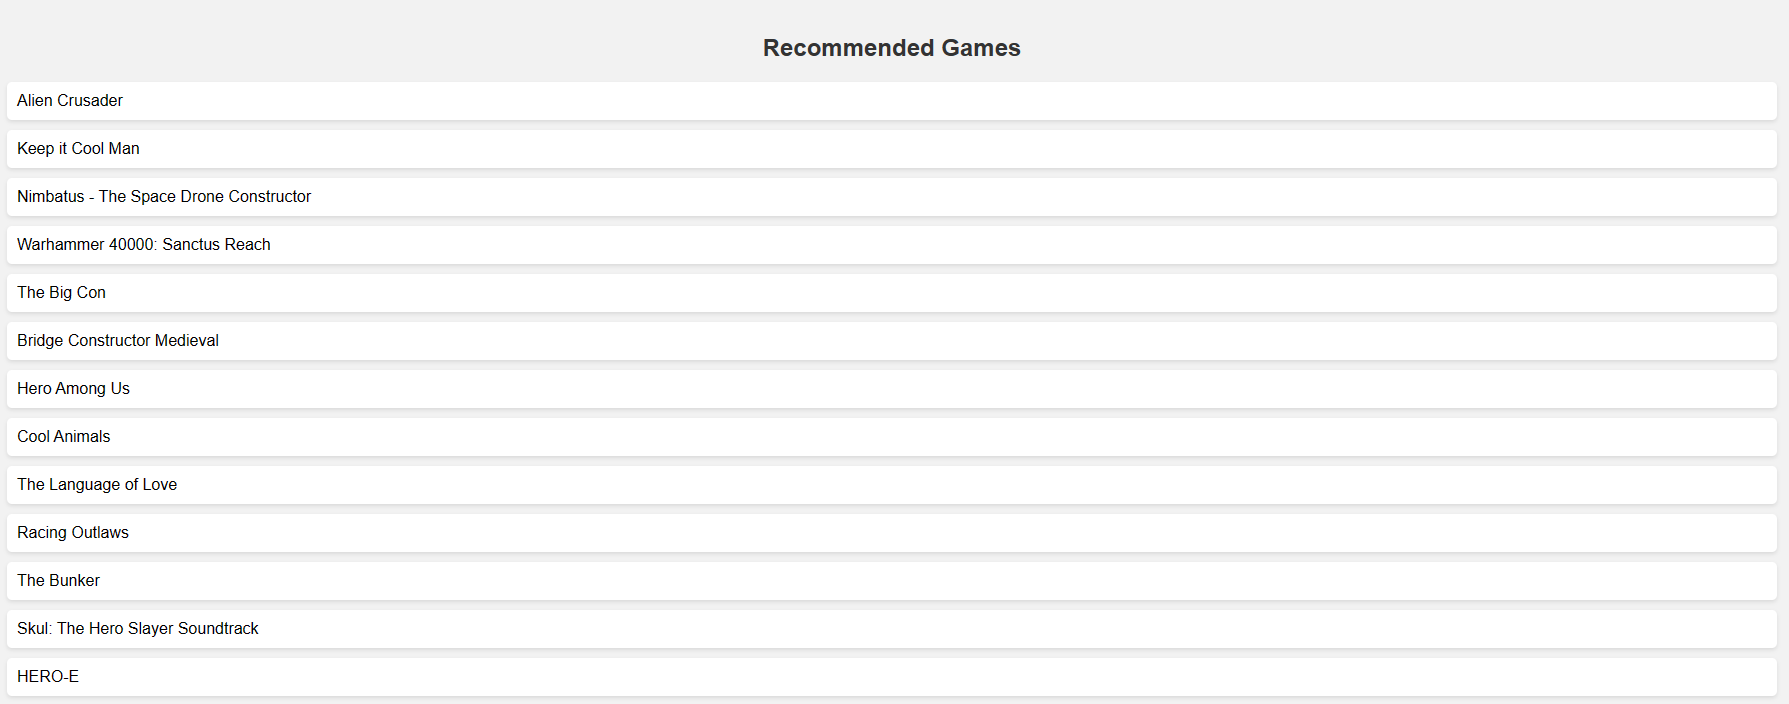 Recommended Games
Alien Crusader
Keep it Cool Man
Nimbatus - The Space Drone Constructor
Warhammer 40000: Sanctus Reach
The Big Con
Bridge Constructor Medieval
Hero Among Us
Cool Animals
The Language of Love
Racing Outlaws
The Bunker
Skul: The Hero Slayer Soundtrack
HERO-E